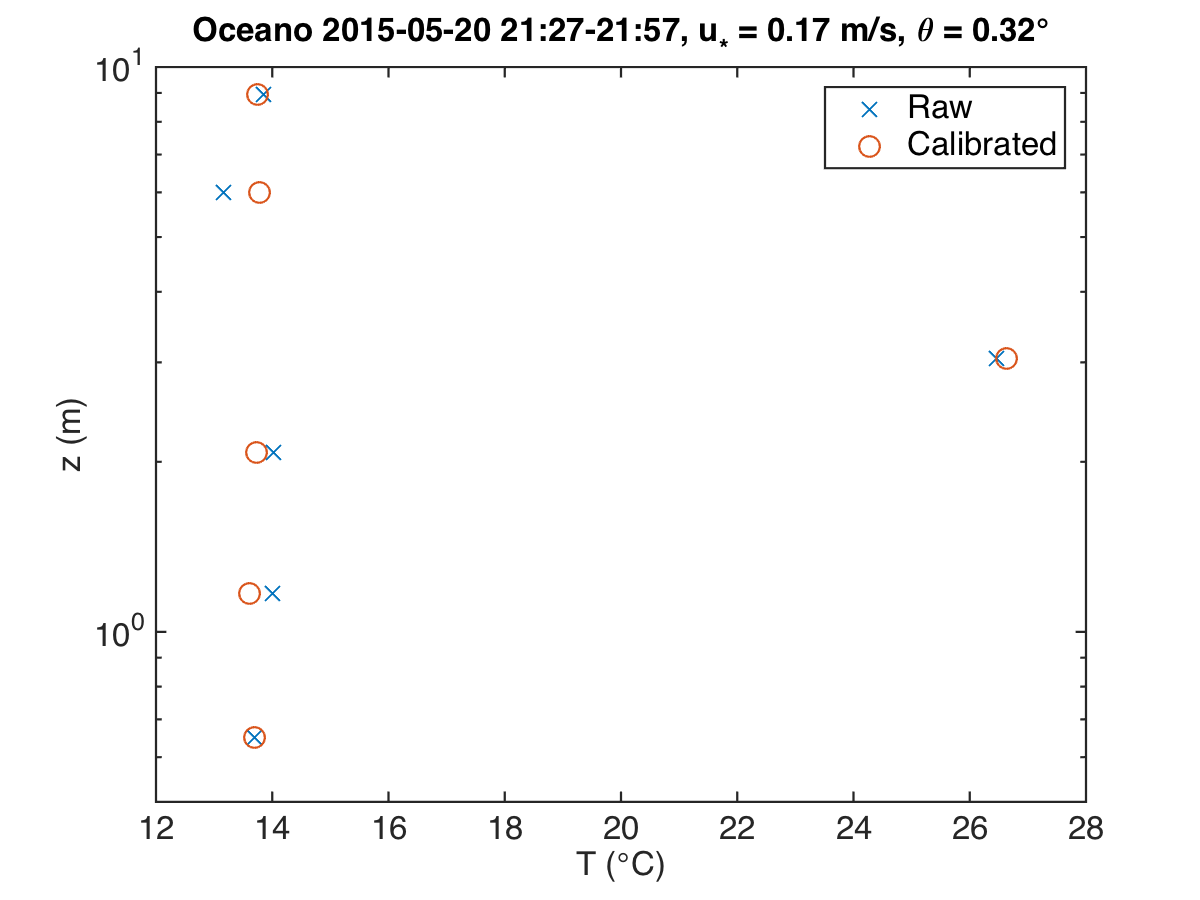 Oceano 2015-05-20 21:27-21:57, u* = 0.17 m/s, θ = 0.32°
10^1
Raw
Calibrated
z (m)
10^0
12 14 16 18 20 22 24 26 28
T (°C)